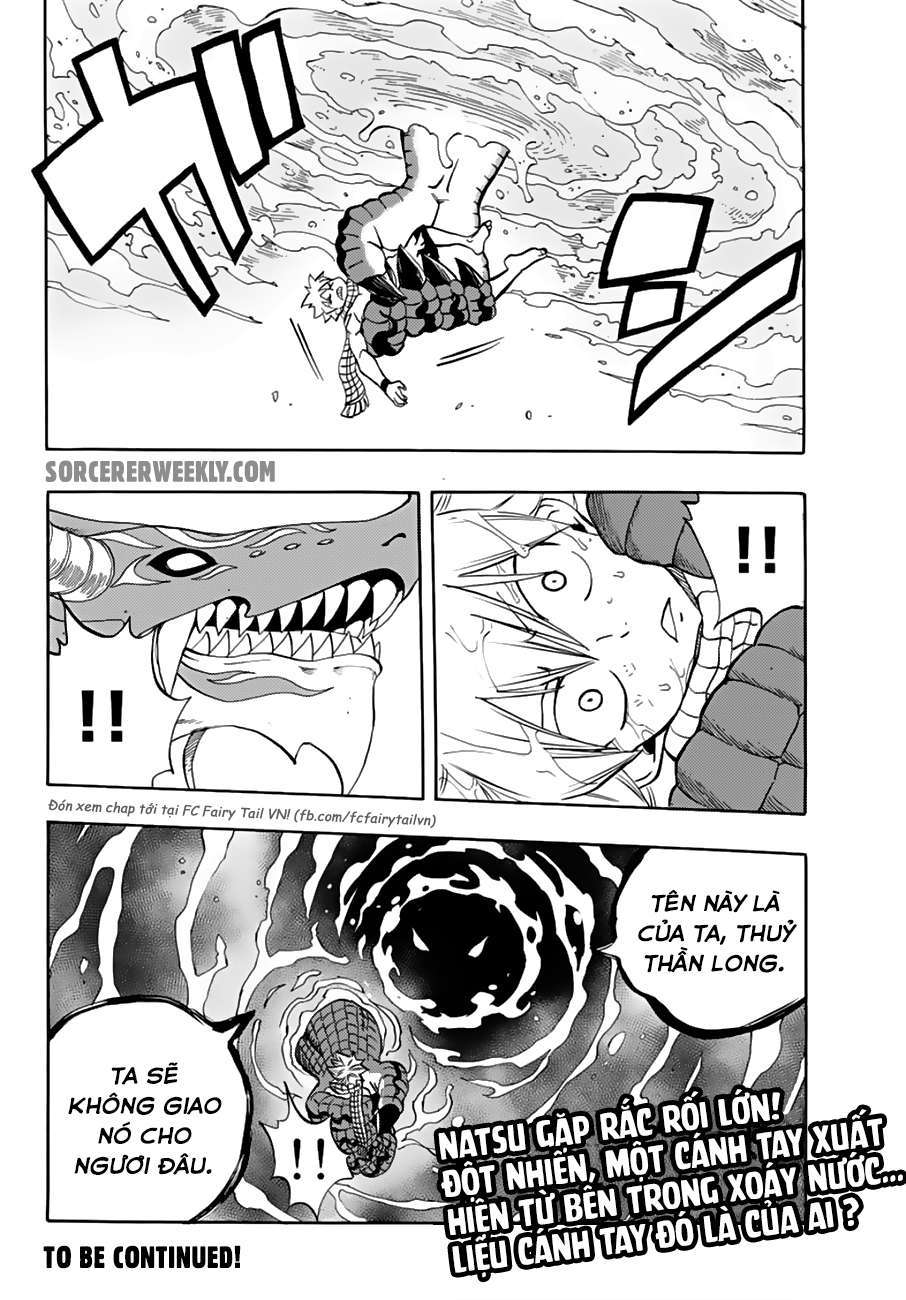 ガ
!
SORCERERWEEKLY.COM
!!
!!
Đón xem chap tới tại FC Fairy Tail VN! (fb.com/fcfairytailvn)
TÊN NÀY LÀ
CỦA TA, THUỶ
THẦN LONG.
TA SẼ
KHÔNG GIAO
NÓ CHO
NGƯƠI ĐÂU.
!!
NATSU GẶP RẮC RỐI LỚN!
ĐỘT NHIÊN, MỘT CÁNH TAY XUẤT
HIỆN TỪ BÊN TRONG XOÁY NƯỚC...
LIỆU CÁNH TAY ĐÓ LÀ CỦA AI ?
TO BE CONTINUED!